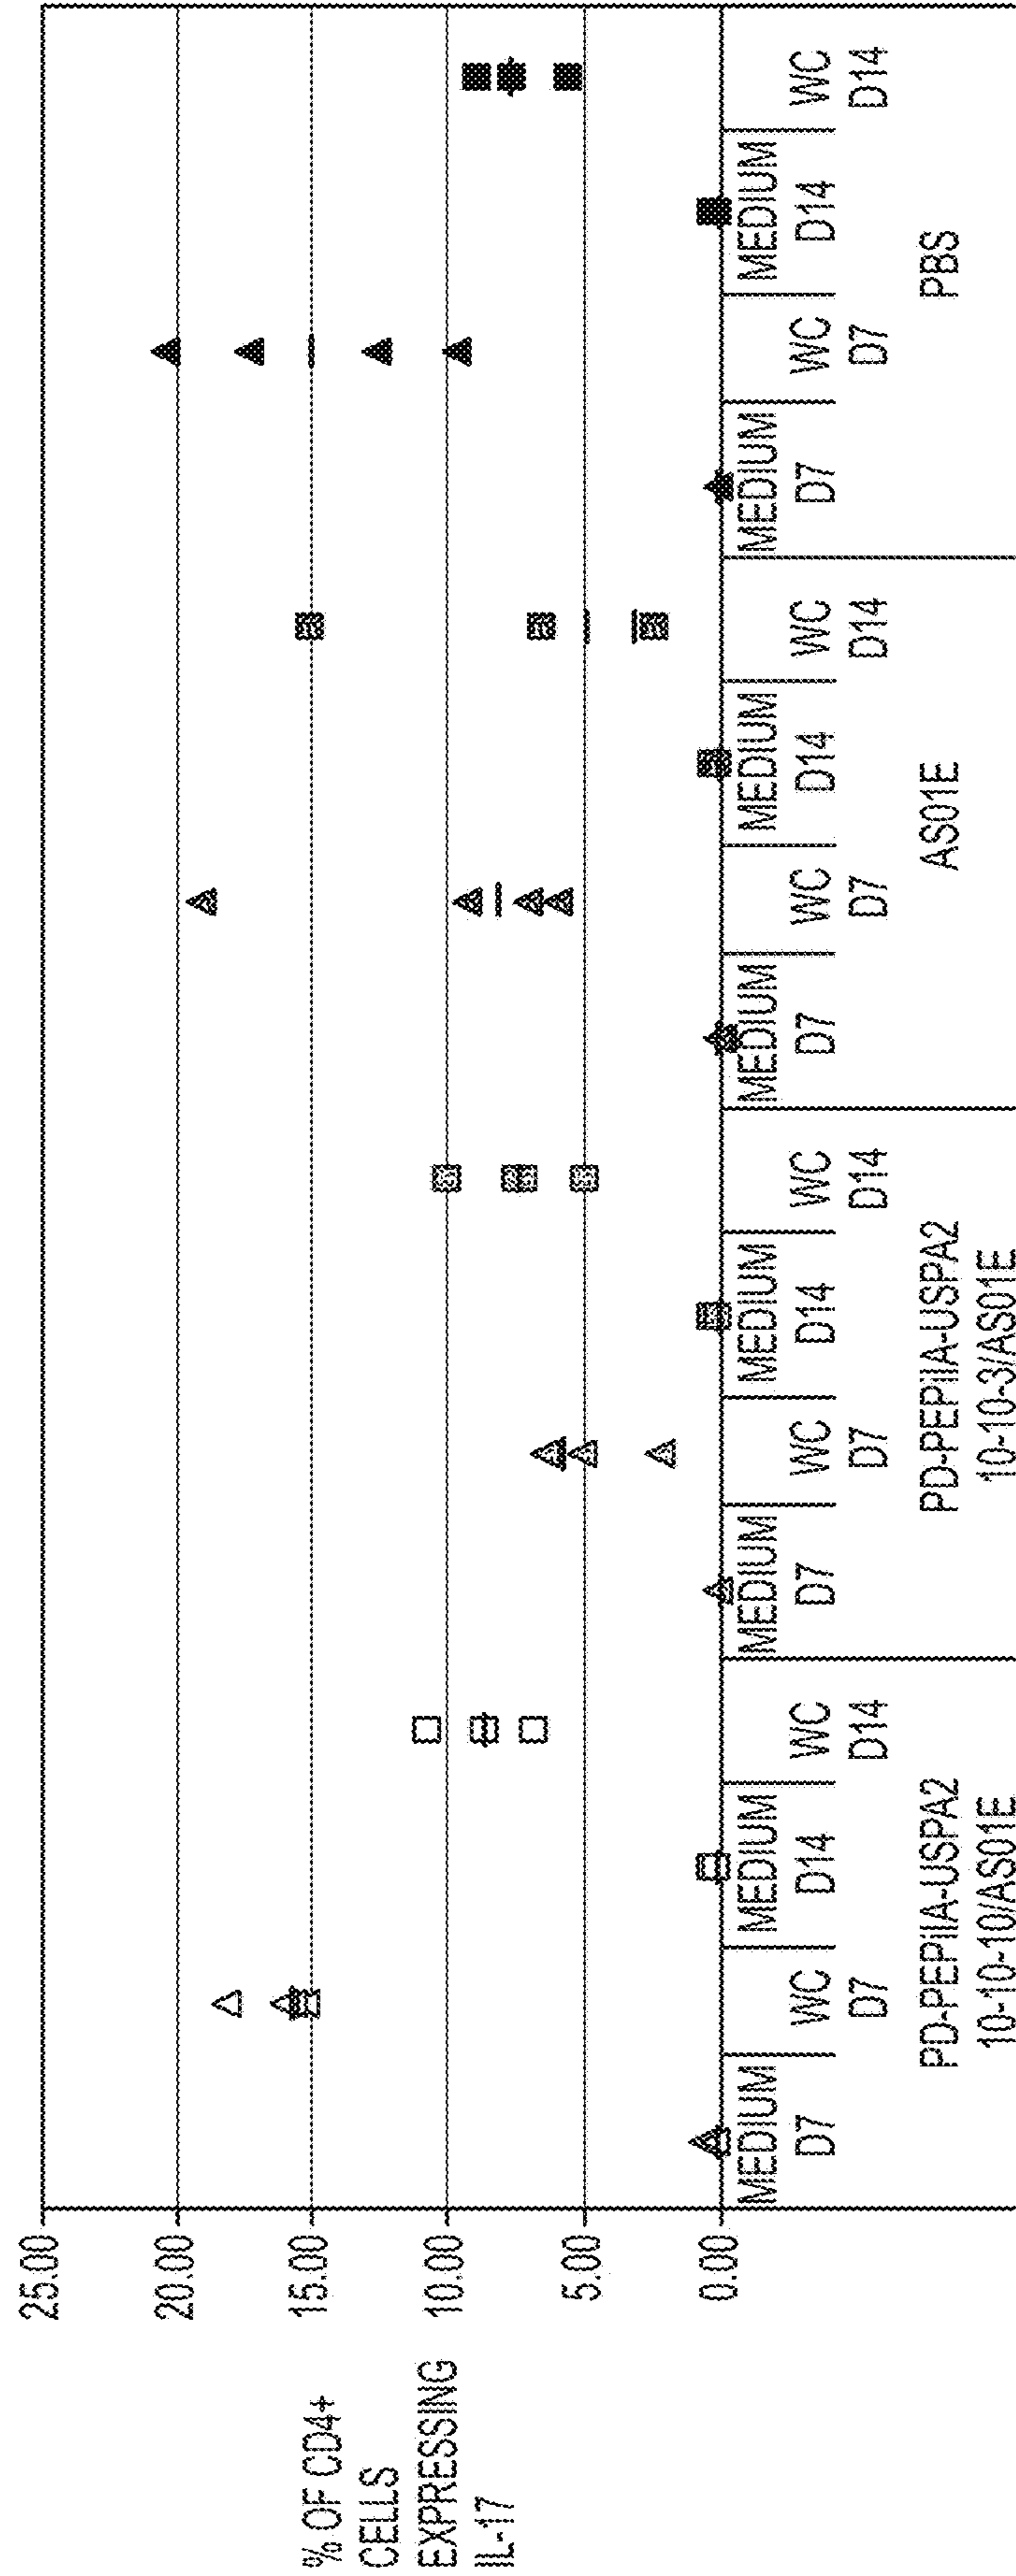 % OF CD4+
CELLS
EXPRESSING
IL-17
25.00
20.00
15.00
10.00
5.00
0.00
MEDIUM
D7
WC
D7
MEDIUM
D14
WC
D14
MEDIUM
D7
WC
D7
MEDIUM
D14
WC
D14
MEDIUM
D7
WC
D7
MEDIUM
D14
WC
D14
MEDIUM
D7
WC
D7
MEDIUM
D14
WC
D14
PD-PEPIIA-USPA2
10-10-10/AS01E
PD-PEPIIA-USPA2
10-10-3/AS01E
AS01E
PBS